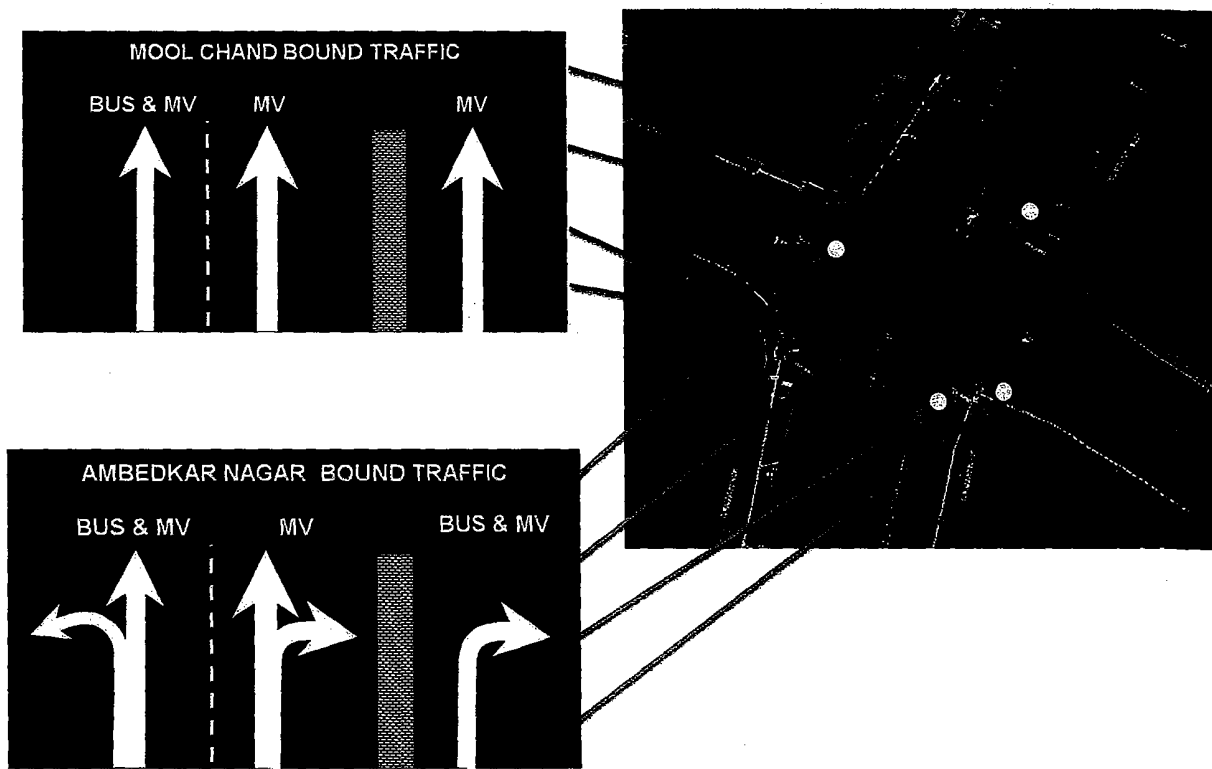 MOOL CHAND BOUND TRAFFIC
BUS & MV MV MV
AMBEDKAR NAGAR BOUND TRAFFIC
BUS & MV MV BUS & MV